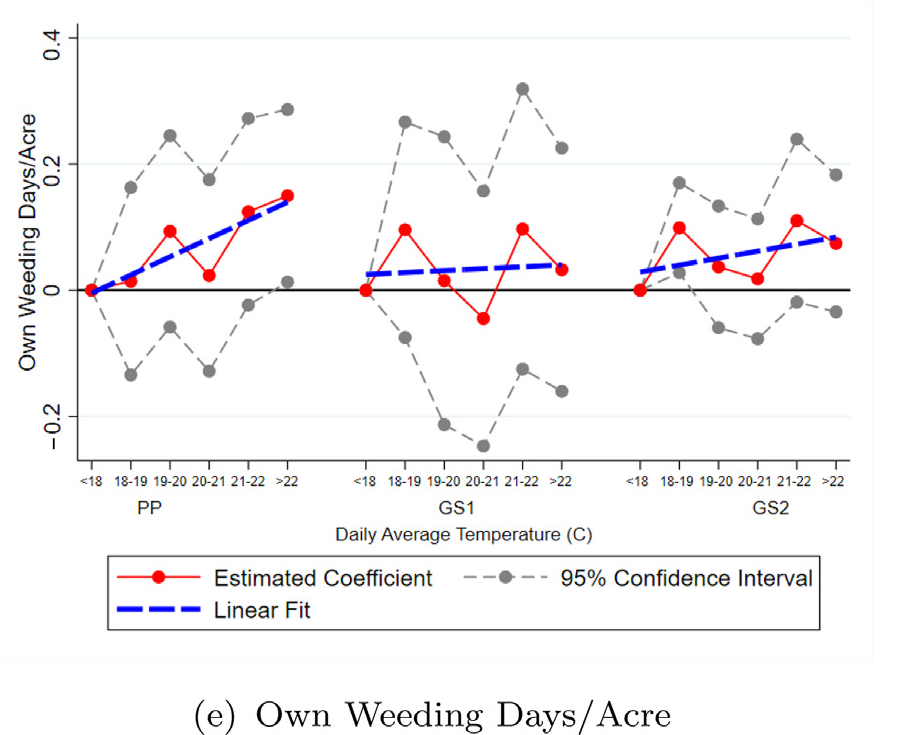 0.4
0.2
0
−0.2
Own Weeding Days/Acre
<18 18-19 19-20 20-21 21-22 >22 <18 18-19 19-20 20-21 21-22 >22 <18 18-19 19-20 20-21 21-22 >22
PP GS1 GS2
Daily Average Temperature (C)
Estimated Coefficient 95% Confidence Interval
Linear Fit
(e) Own Weeding Days/Acre